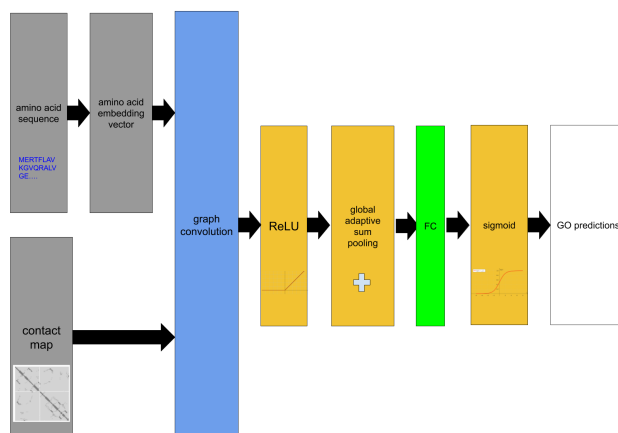 amino acid
sequence
MERTFLAV
KGVQRALV
GE....
amino acid
embedding
vector
contact
map
graph
convolution
ReLU
global
adaptive
sum
pooling
FC
sigmoid
GO predictions